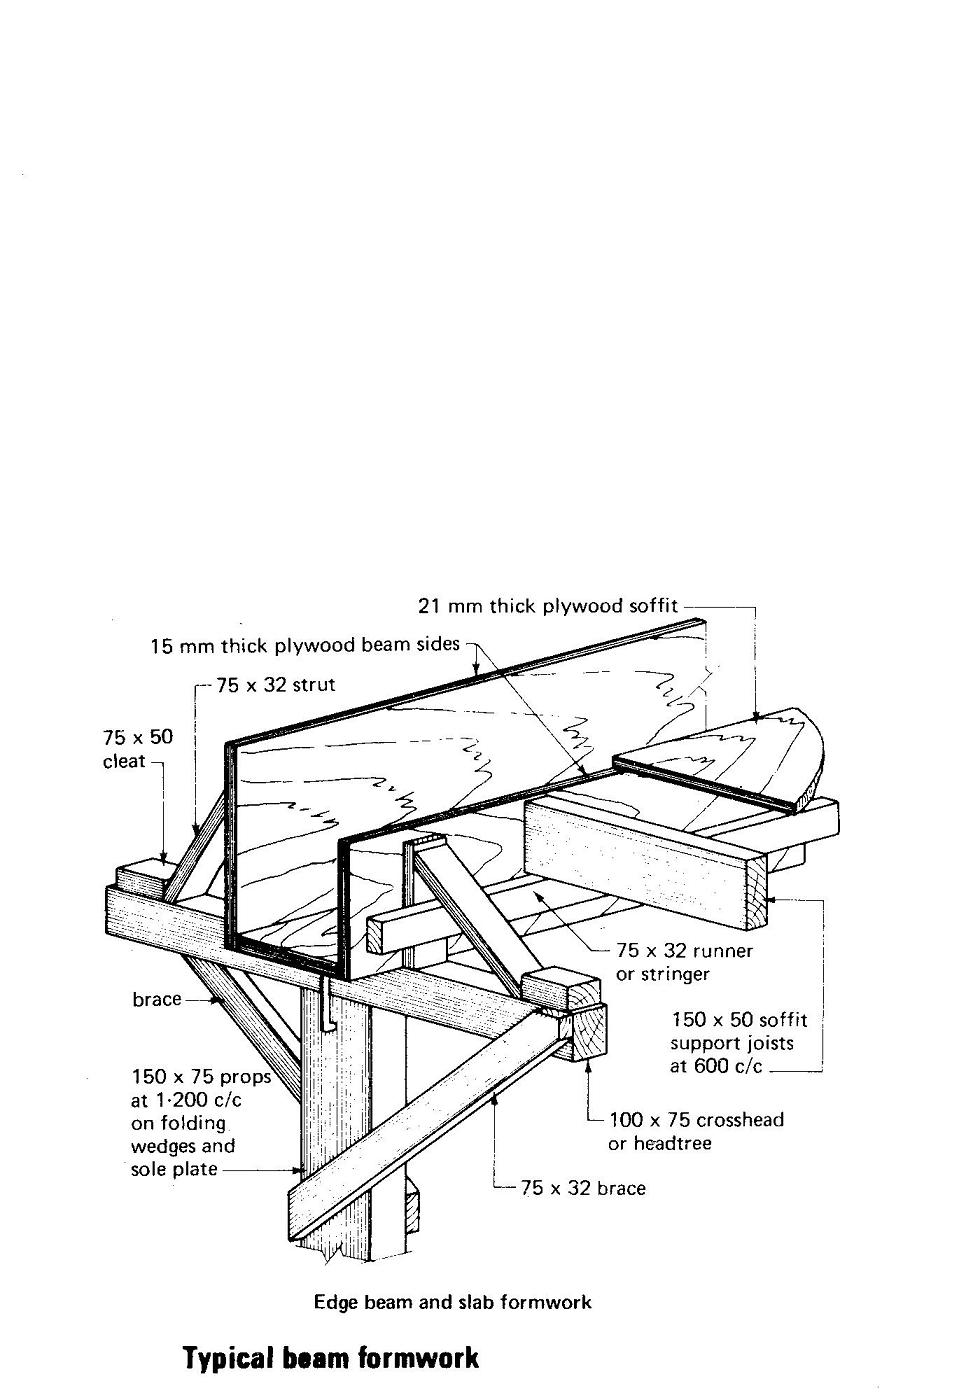 21 mm thick plywood soffit
15 mm thick plywood beam sides
75 x 32 strut
75 x 50
cleat
75 x 32 runner
or stringer
brace
150 x 50 soffit
support joists
at 600 c/c
150 x 75 props
at 1·200 c/c
on folding
wedges and
sole plate
100 x 75 crosshead
or headtree
75 x 32 brace
Edge beam and slab formwork
Typical beam formwork